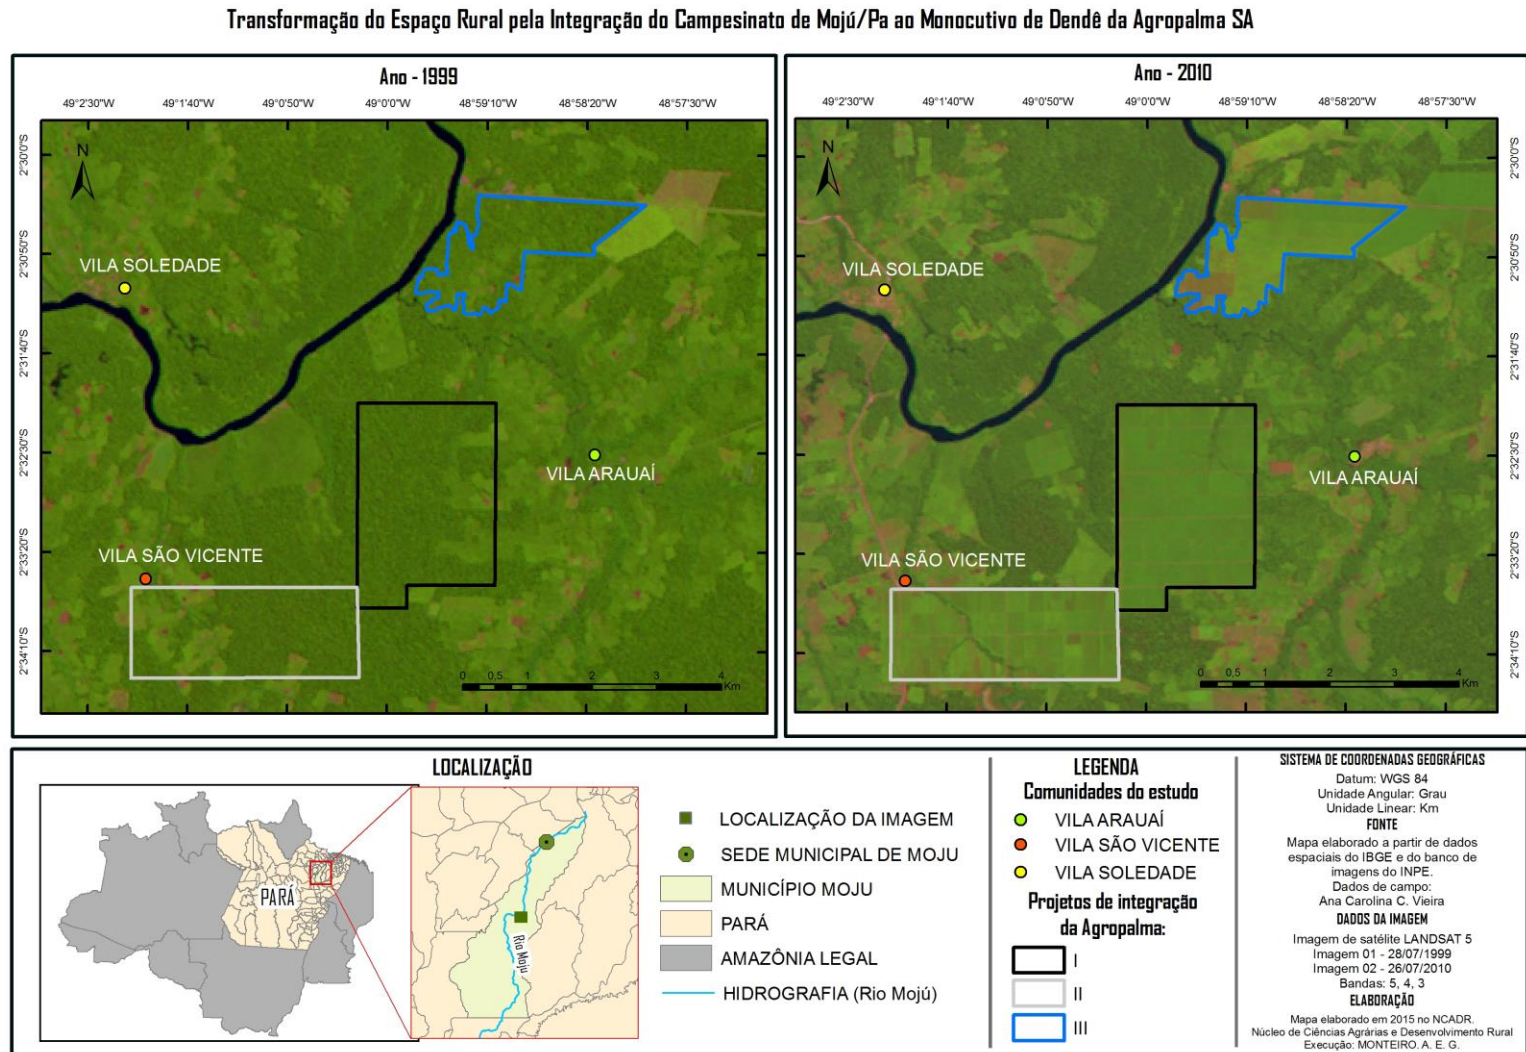 Transformação do Espaço Rural pela Integração do Campesinato de Mojú/Pa ao Monocutivo de Dendê da Agropalma SA
Ano - 1999
49°2'30"W 49°1'40"W 49°0'50"W 49°0'0"W 48°59'10"W 48°58'20"W 48°57'30"W
N
2°30'0"S
2°30'50"S
2°31'40"S
2°32'30"S
2°33'20"S
2°34'10"S
VILA SOLEDADE
VILA ARAUAÍ
VILA SÃO VICENTE
0 0,5 1 2 3 4
Km
Ano - 2010
49°2'30"W 49°1'40"W 49°0'50"W 49°0'0"W 48°59'10"W 48°58'20"W 48°57'30"W
N
VILA SOLEDADE
VILA ARAUAÍ
VILA SÃO VICENTE
0 0,5 1 2 3 4
Km
2°30'0"S
2°30'50"S
2°31'40"S
2°32'30"S
2°33'20"S
2°34'10"S
LOCALIZAÇÃO
PARÁ
Rio Moju
LOCALIZAÇÃO DA IMAGEM
SEDE MUNICIPAL DE MOJU
MUNICÍPIO MOJU
PARÁ
AMAZÔNIA LEGAL
HIDROGRAFIA (Rio Mojú)
LEGENDA
Comunidades do estudo
VILA ARAUAÍ
VILA SÃO VICENTE
VILA SOLEDADE
Projetos de integração
da Agropalma:
I
II
III
SISTEMA DE COORDENADAS GEOGRÁFICAS
Datum: WGS 84
Unidade Angular: Grau
Unidade Linear: Km
FONTE
Mapa elaborado a partir de dados
espaciais do IBGE e do banco de
imagens do INPE.
Dados de campo:
Ana Carolina C. Vieira
DADOS DA IMAGEM
Imagem de satélite LANDSAT 5
Imagem 01 - 28/07/1999
Imagem 02 - 26/07/2010
Bandas: 5, 4, 3
ELABORAÇÃO
Mapa elaborado em 2015 no NCADR.
Núcleo de Ciências Agrárias e Desenvolvimento Rural
Execução: MONTEIRO. A. E. G.